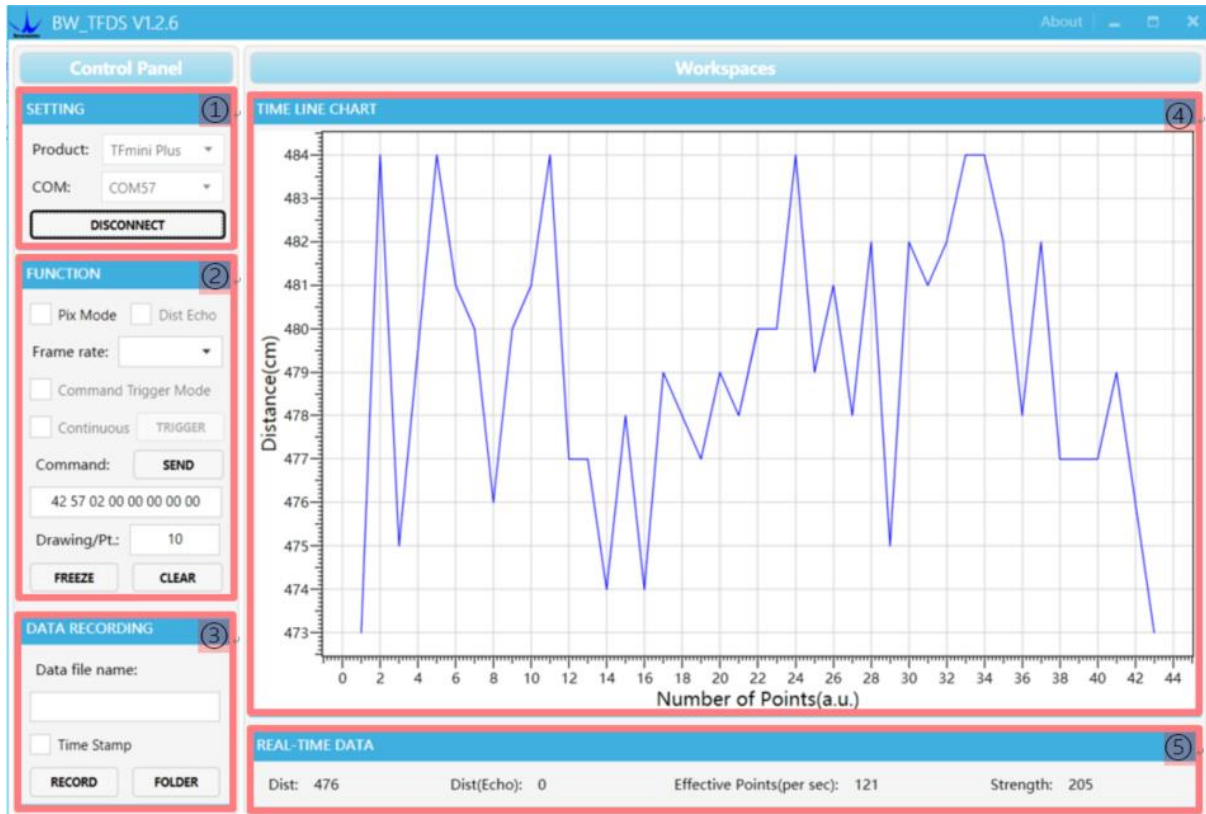 BW_TFDS V1.2.6
About
Control Panel
Workspaces
SETTING ①
Product: TFmini Plus
COM: COM57
DISCONNECT
FUNCTION ②
Pix Mode Dist Echo
Frame rate:
Command Trigger Mode
Continuous TRIGGER
Command: SEND
42 57 02 00 00 00 00 00
Drawing/Pt.: 10
FREEZE CLEAR
DATA RECORDING ③
Data file name:
Time Stamp
RECORD FOLDER
TIME LINE CHART ④
Distance(cm)
484
483
482
481
480
479
478
477
476
475
474
473
0 2 4 6 8 10 12 14 16 18 20 22 24 26 28 30 32 34 36 38 40 42 44
Number of Points(a.u.)
REAL-TIME DATA ⑤
Dist: 476 Dist(Echo): 0 Effective Points(per sec): 121 Strength: 205